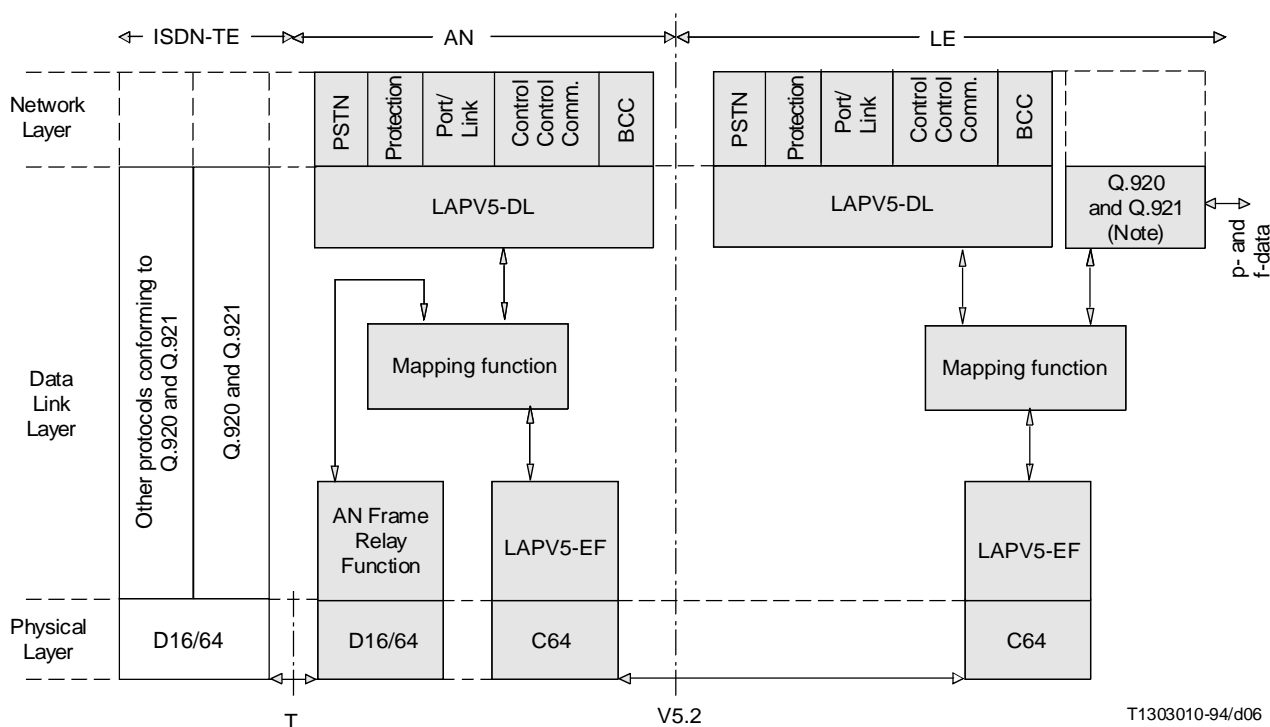 ISDN-TE
AN
LE
Network
Layer
PSTN
Protection
Port/
Link
Control
Control
Comm.
BCC
PSTN
Protection
Port/
Link
Control
Control
Comm.
BCC
LAPV5-DL
LAPV5-DL
Q.920
and Q.921
(Note)
p- and
f-data
Data
Link
Layer
Other protocols conforming to
Q.920 and Q.921
Q.920 and Q.921
Mapping function
Mapping function
AN Frame
Relay
Function
LAPV5-EF
LAPV5-EF
Physical
Layer
D16/64
D16/64
C64
C64
T
V5.2
T1303010-94/d06